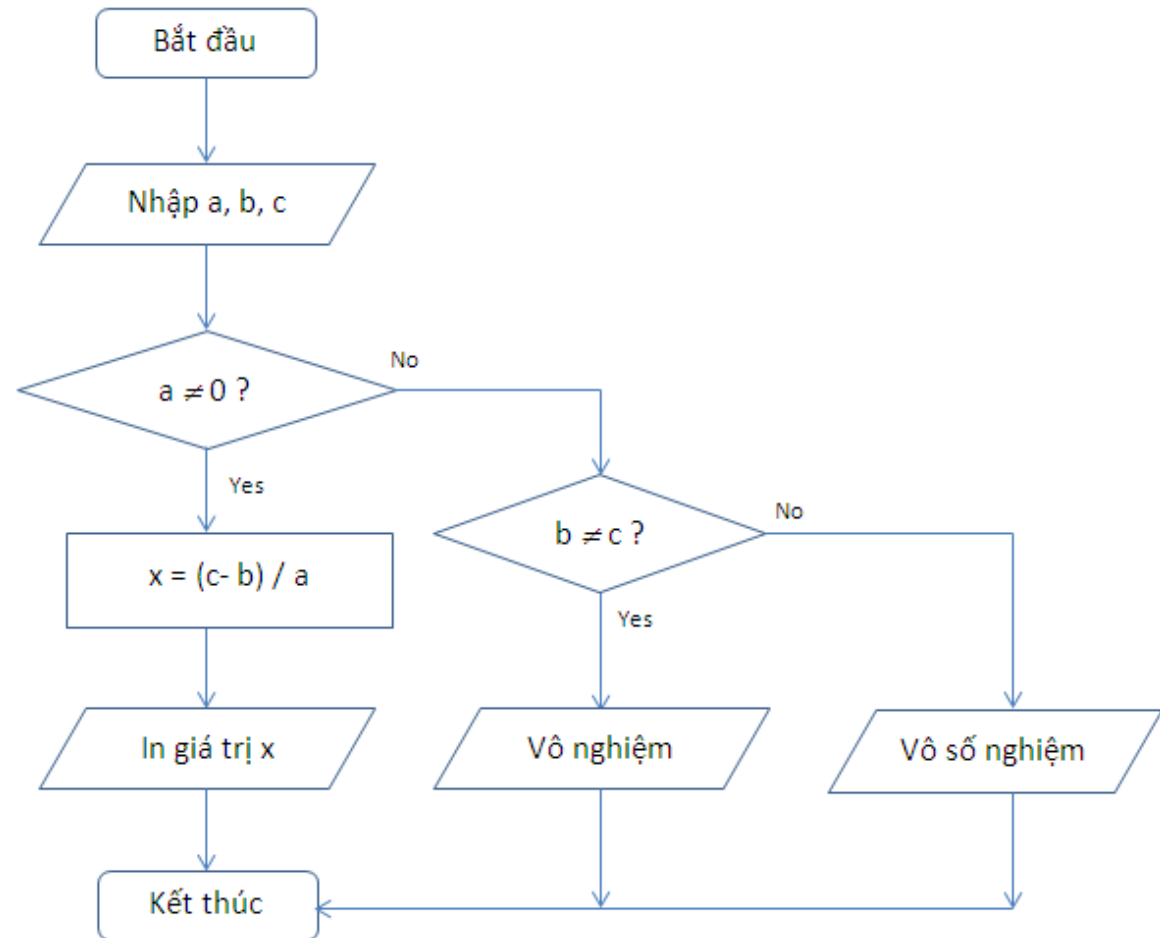 Bắt đầu
Nhập a, b, c
No
a ≠ 0 ?
Yes
No
b ≠ c ?
x = (c- b) / a
Yes
In giá trị x
Vô nghiệm
Vô số nghiệm
Kết thúc